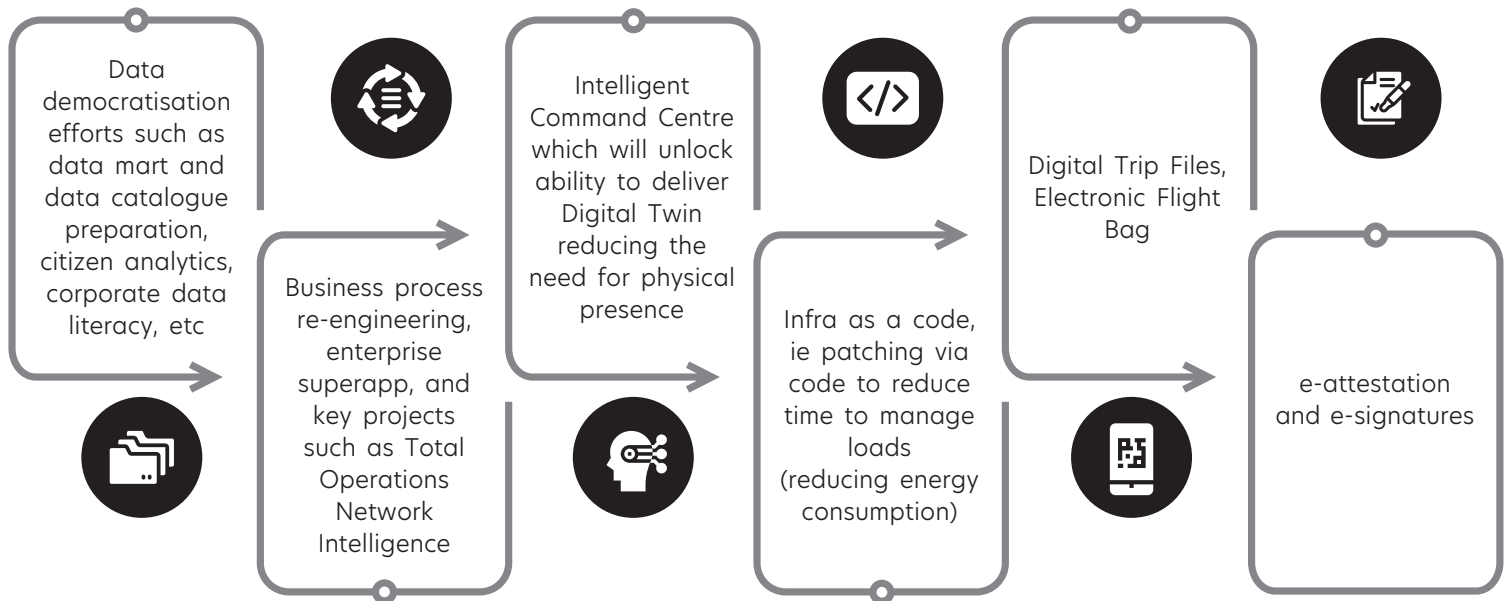 Data
democratisation
efforts such as
data mart and
data catalogue
preparation,
citizen analytics,
corporate data
literacy, etc
Business process
re-engineering,
enterprise
superapp, and
key projects
such as Total
Operations
Network
Intelligence
Intelligent
Command Centre
which will unlock
ability to deliver
Digital Twin
reducing the
need for physical
presence
</>
Infra as a code,
ie patching via
code to reduce
time to manage
loads
(reducing energy
consumption)
Digital Trip Files,
Electronic Flight
Bag
e-attestation
and e-signatures